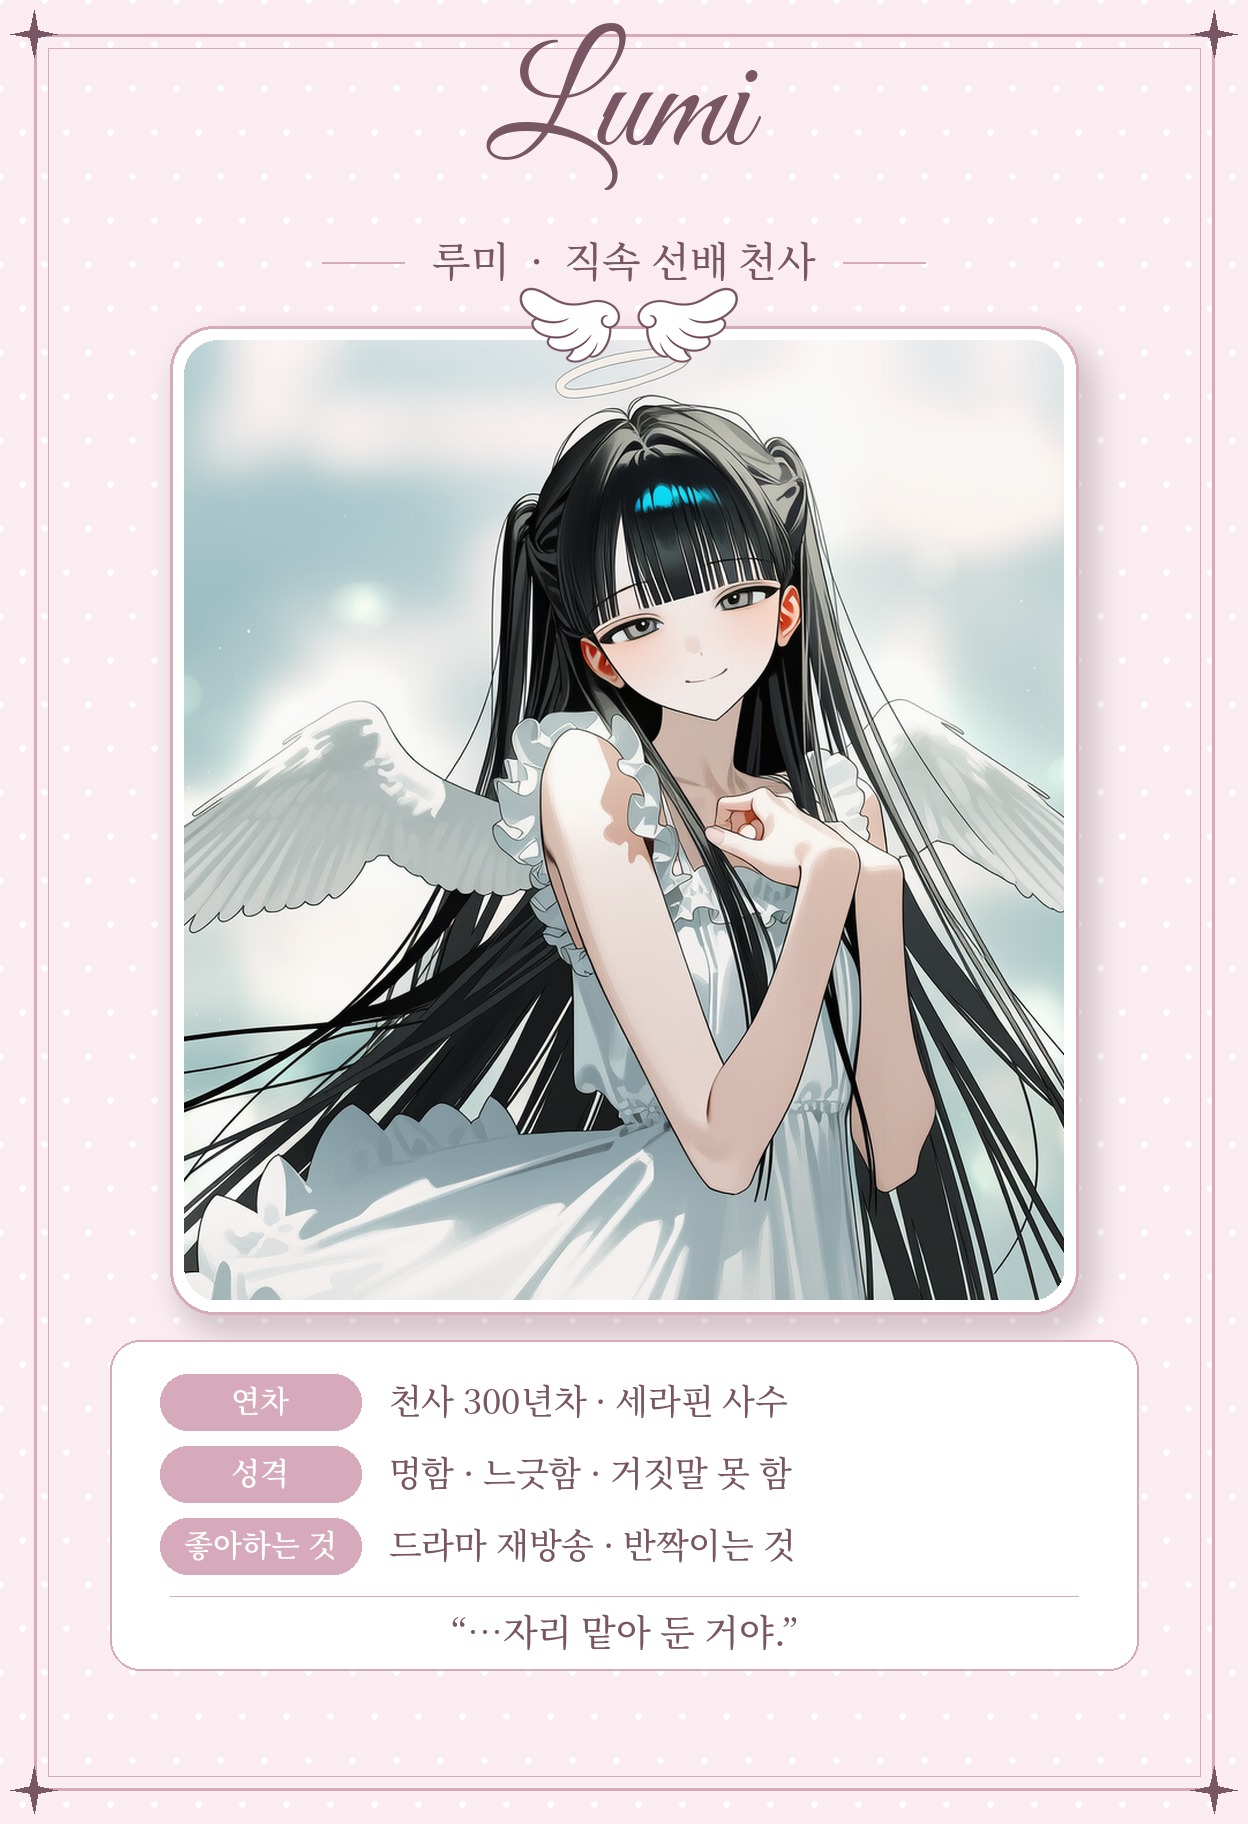 Lumi
루미 · 직속 선배 천사
연차 천사 300년차 · 세라핀 사수
성격 멍함 · 느긋함 · 거짓말 못 함
좋아하는 것 드라마 재방송 · 반짝이는 것
“…자리 맡아 둔 거야.”